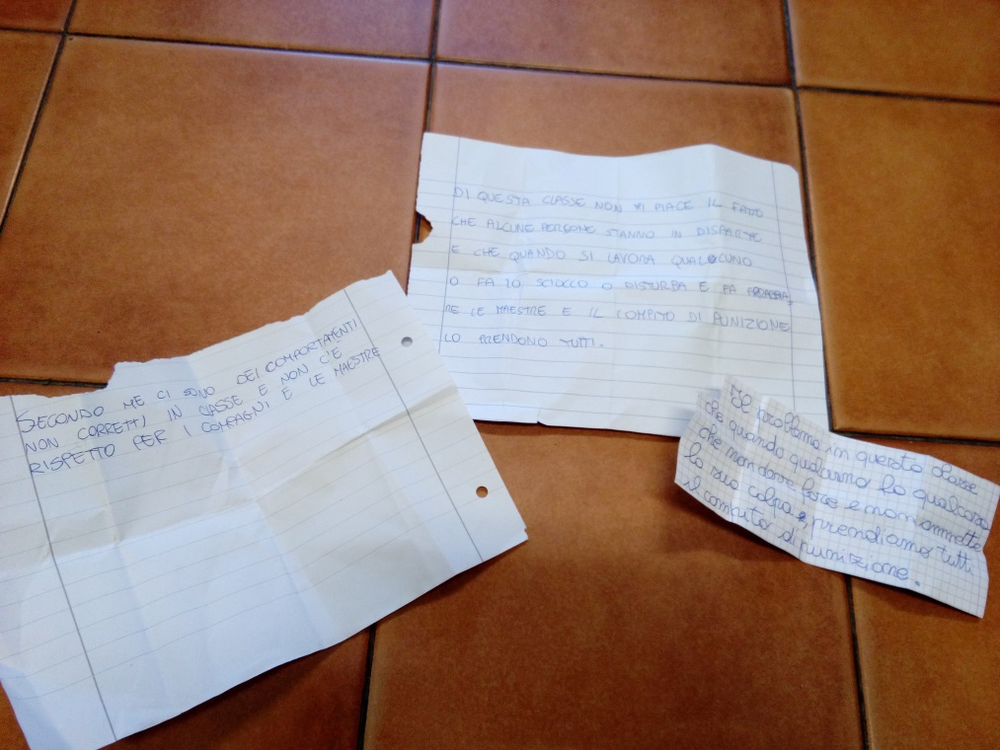 DI QUESTA CLASSE NON MI PIACE IL FATTO
CHE ALCUNE PERSONE STANNO IN DISPARTE
E CHE QUANDO SI LAVORA QUALCUNO
O FA LO SCIOCCO O DISTURBA E FA
RE LE MAESTRE E IL COMPITO DI PUNIZIONE
LO PRENDONO TUTTI.
SECONDO ME CI SONO DEI COMPORTAMENTI
NON CORRETTI IN CLASSE E NON C'È
RISPETTO PER I COMPAGNI E LE MAESTRE
Il problema in questa classe
che quando qualcuno fa qualcosa
che non deve fare e non ammette
la sua colpa prendiamo tutti
il compito di punizione.